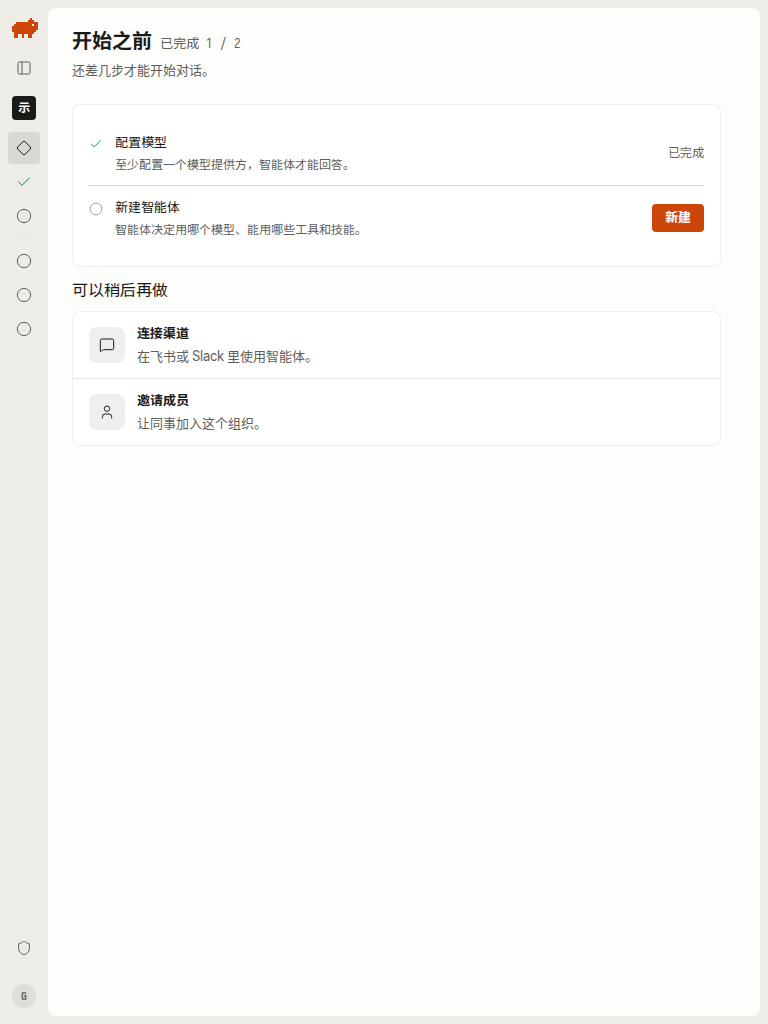 开始之前 已完成 1 / 2
还差几步才能开始对话。
示
配置模型
至少配置一个模型提供方，智能体才能回答。
已完成
新建智能体
智能体决定用哪个模型、能用哪些工具和技能。
新建
可以稍后再做
连接渠道
在飞书或 Slack 里使用智能体。
邀请成员
让同事加入这个组织。
G